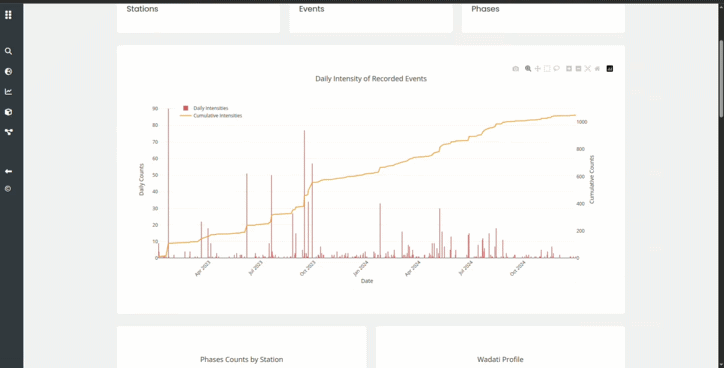 Stations
Events
Phases
Daily Intensity of Recorded Events
Daily Intensities
Cumulative Intensities
90
80
70
60
50
40
30
20
10
0
1000
800
600
400
200
0
Daily Counts
Cumulative Counts
Apr 2023
Jul 2023
Oct 2023
Jan 2024
Apr 2024
Jul 2024
Oct 2024
Date
Phases Counts by Station
Wadati Profile